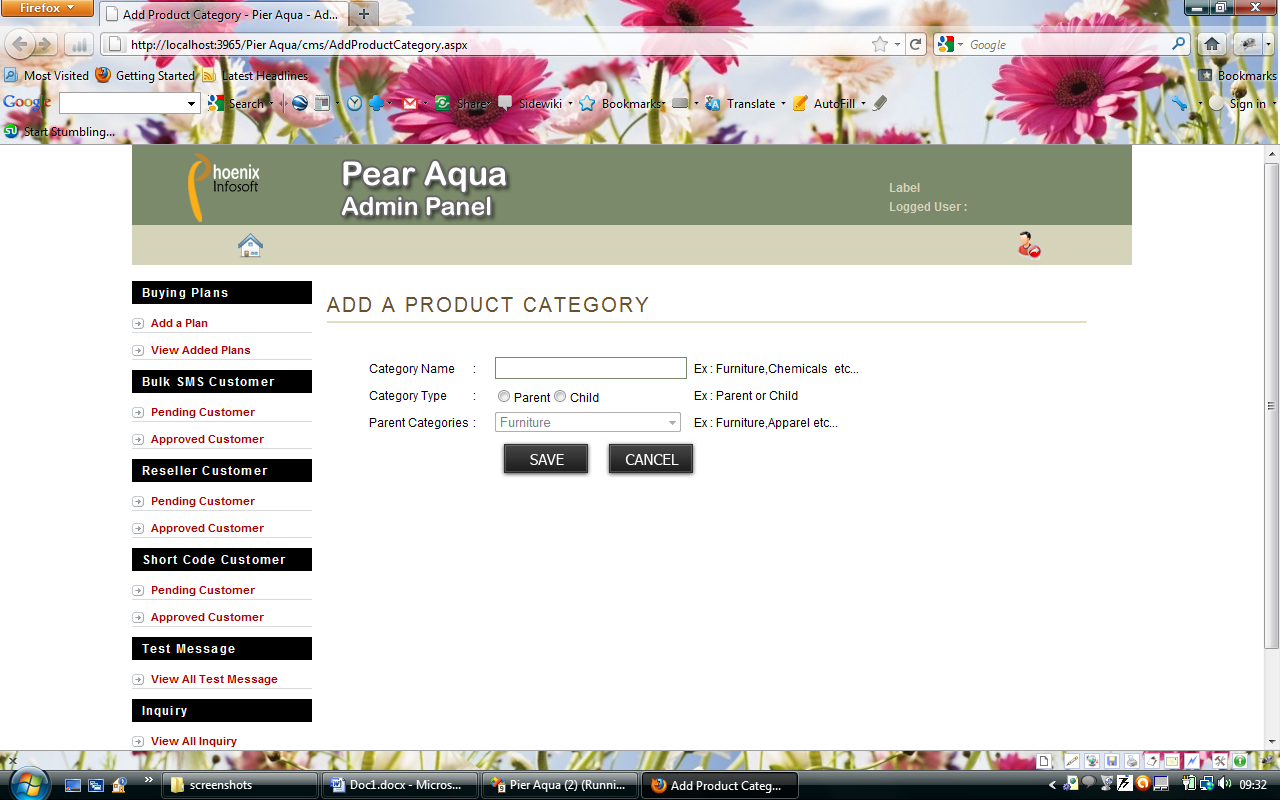 Firefox
Add Product Category - Pier Aqua - Ad...
http://localhost:3965/Pier Aqua/cms/AddProductCategory.aspx
Google
Most Visited
Getting Started
Latest Headlines
Bookmarks
Google
Search
Share
Sidewiki
Bookmarks
Translate
AutoFill
Sign in
Start Stumbling...
Phoenix
Infosoft
Pear Aqua
Admin Panel
Label
Logged User :
Buying Plans
Add a Plan
View Added Plans
Bulk SMS Customer
Pending Customer
Approved Customer
Reseller Customer
Pending Customer
Approved Customer
Short Code Customer
Pending Customer
Approved Customer
Test Message
View All Test Message
Inquiry
View All Inquiry
ADD A PRODUCT CATEGORY
Category Name : Ex : Furniture,Chemicals etc...
Category Type : Parent Child Ex : Parent or Child
Parent Categories : Furniture Ex : Furniture,Apparel etc...
SAVE CANCEL
screenshots
Doc1.docx - Micros...
Pier Aqua (2) (Runni...
Add Product Categ...
09:32